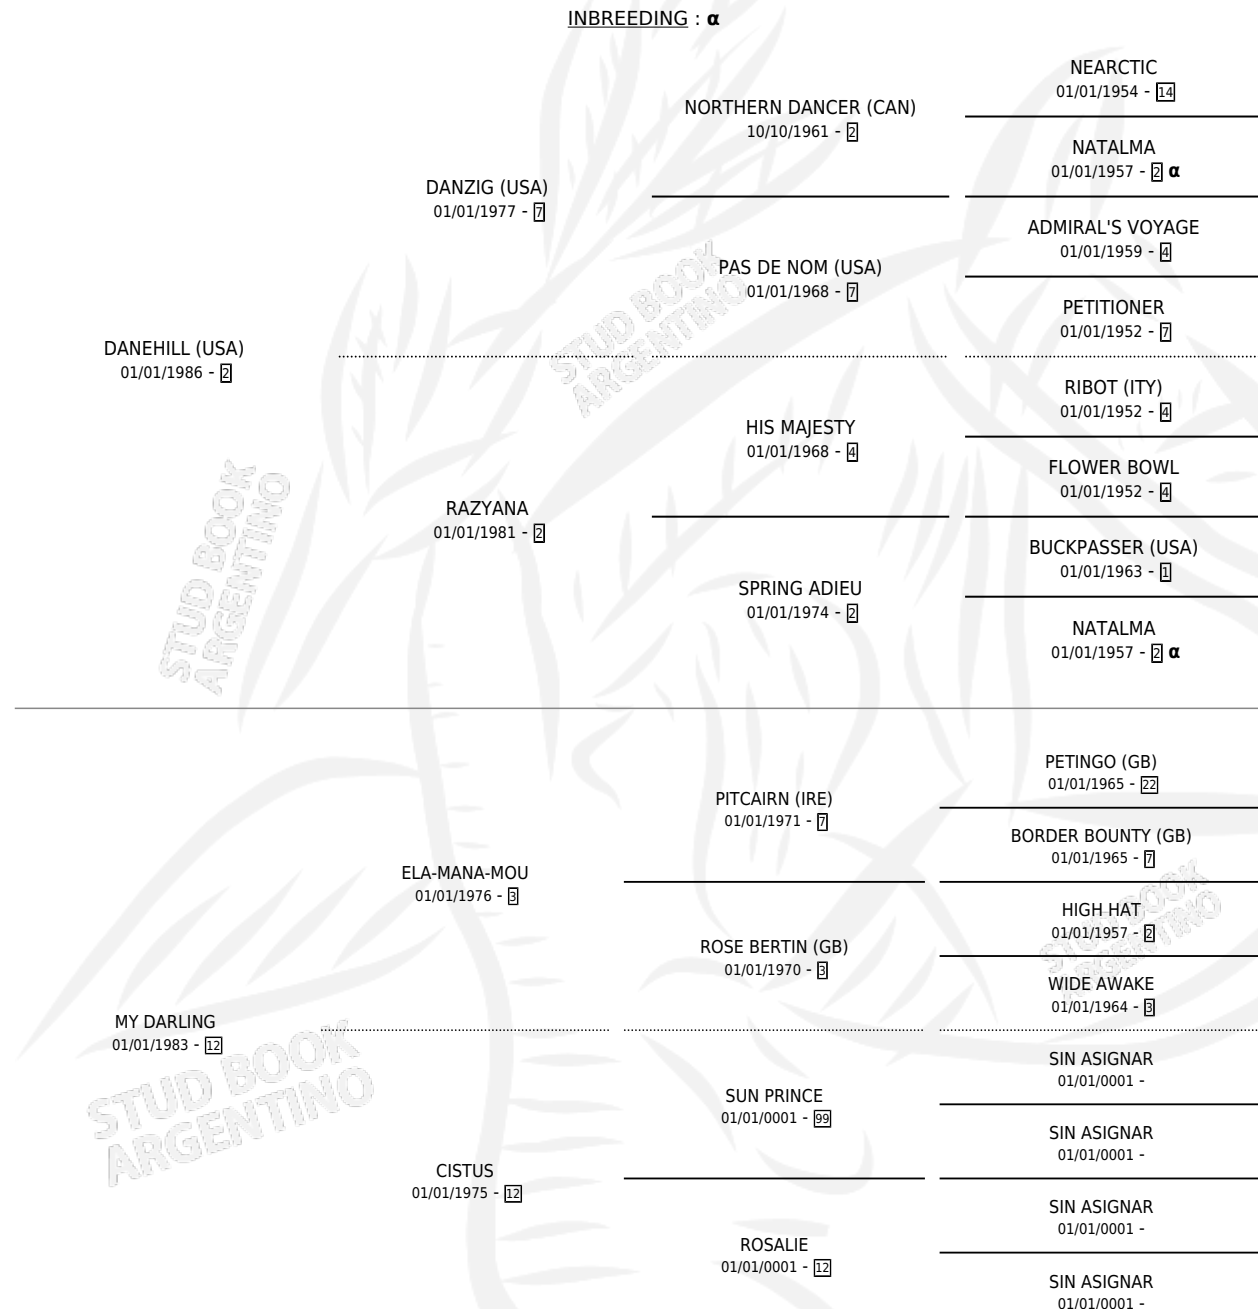 INBREEDING : α
NEARCTIC
01/01/1954 - 14
NORTHERN DANCER (CAN)
10/10/1961 - 2
NATALMA
01/01/1957 - 2 α
DANZIG (USA)
01/01/1977 - 7
ADMIRAL'S VOYAGE
01/01/1959 - 4
PAS DE NOM (USA)
01/01/1968 - 7
PETITIONER
01/01/1952 - 7
DANEHILL (USA)
01/01/1986 - 2
RIBOT (ITY)
01/01/1952 - 4
HIS MAJESTY
01/01/1968 - 4
FLOWER BOWL
01/01/1952 - 4
RAZYANA
01/01/1981 - 2
BUCKPASSER (USA)
01/01/1963 - 1
SPRING ADIEU
01/01/1974 - 2
NATALMA
01/01/1957 - 2 α
PETINGO (GB)
01/01/1965 - 22
PITCAIRN (IRE)
01/01/1971 - 7
BORDER BOUNTY (GB)
01/01/1965 - 7
ELA-MANA-MOU
01/01/1976 - 3
HIGH HAT
01/01/1957 - 2
ROSE BERTIN (GB)
01/01/1970 - 3
WIDE AWAKE
01/01/1964 - 3
MY DARLING
01/01/1983 - 12
SIN ASIGNAR
01/01/0001 -
SUN PRINCE
01/01/0001 - 99
SIN ASIGNAR
01/01/0001 -
CISTUS
01/01/1975 - 12
SIN ASIGNAR
01/01/0001 -
ROSALIE
01/01/0001 - 12
SIN ASIGNAR
01/01/0001 -
STUD BOOK
ARGENTINO
STUD BOOK
ARGENTINO
STUD BOOK
ARGENTINO
STUD BOOK
ARGENTINO